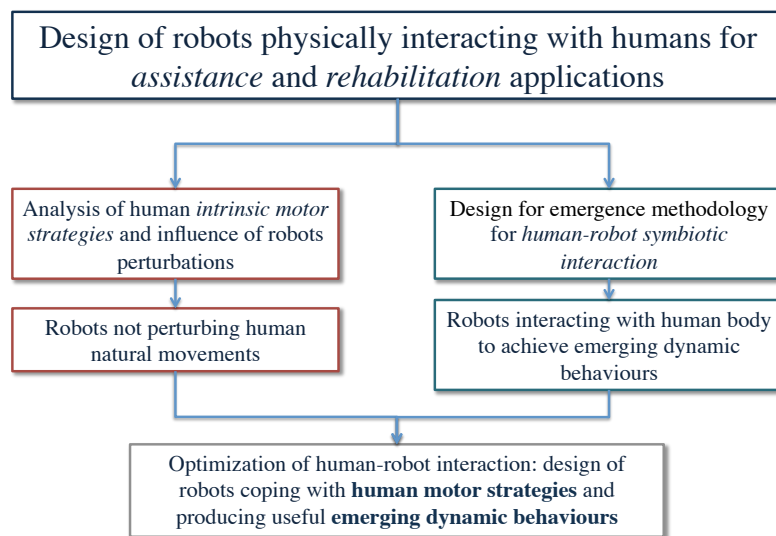 Design of robots physically interacting with humans for
assistance and rehabilitation applications
Analysis of human intrinsic motor
strategies and influence of robots
perturbations
Design for emergence methodology
for human-robot symbiotic
interaction
Robots not perturbing human
natural movements
Robots interacting with human body
to achieve emerging dynamic
behaviours
Optimization of human-robot interaction: design of
robots coping with human motor strategies and
producing useful emerging dynamic behaviours